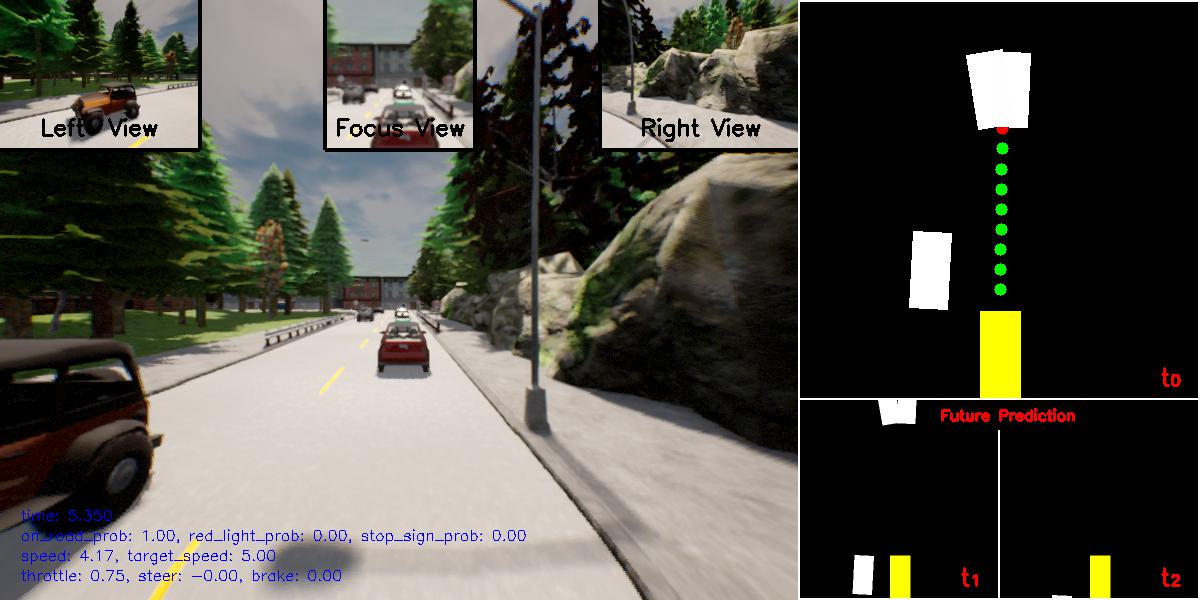 Left View
Focus View
Right View
time: 5.350
on_road_prob: 1.00, red_light_prob: 0.00, stop_sign_prob: 0.00
speed: 4.17, target_speed: 5.00
throttle: 0.75, steer: −0.00, brake: 0.00
t0
Future Prediction
t1
t2